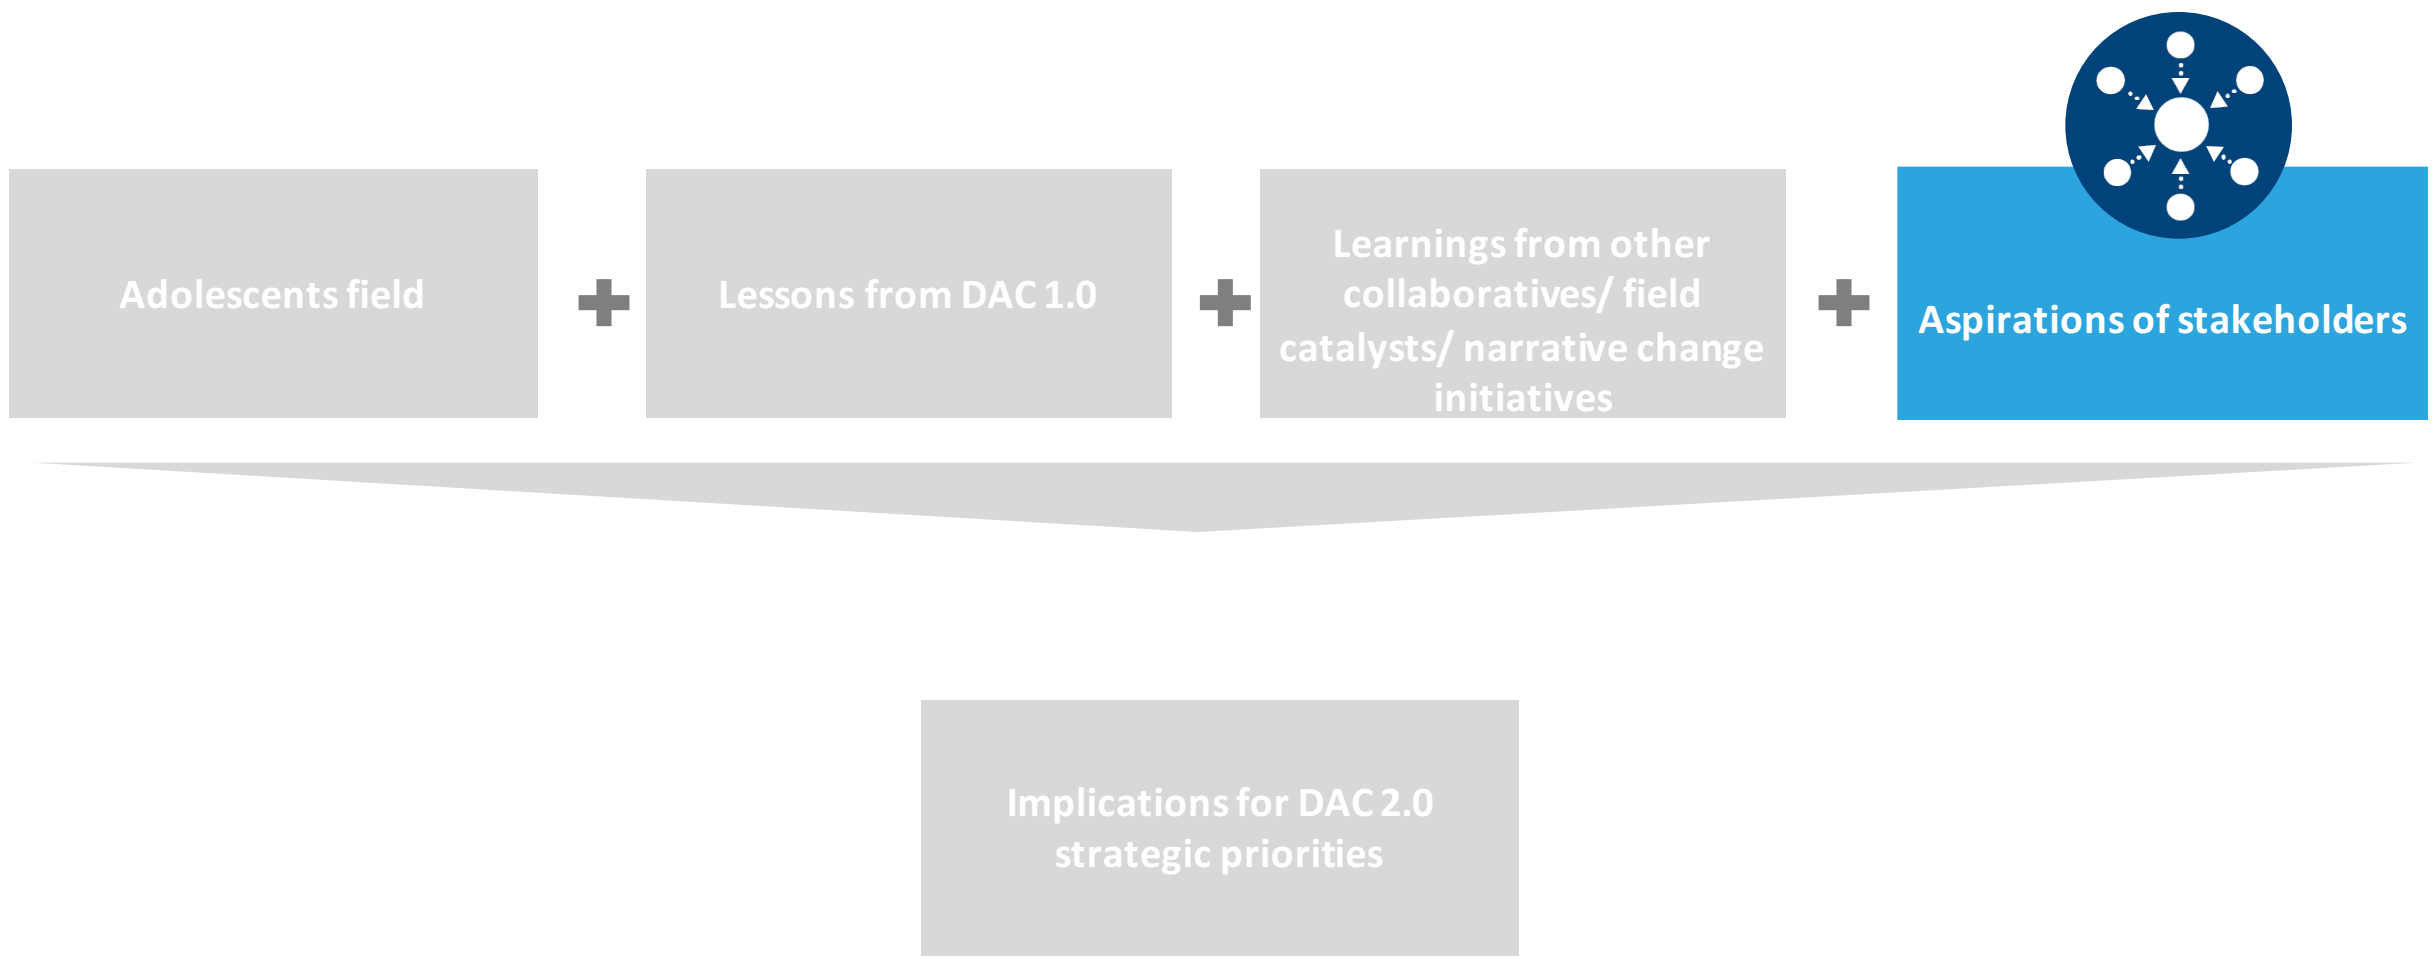 Adolescents field
Lessons from DAC 1.0
Learnings from other
collaboratives/ field
catalysts/ narrative change
initiatives
Aspirations of stakeholders
Implications for DAC 2.0
strategic priorities